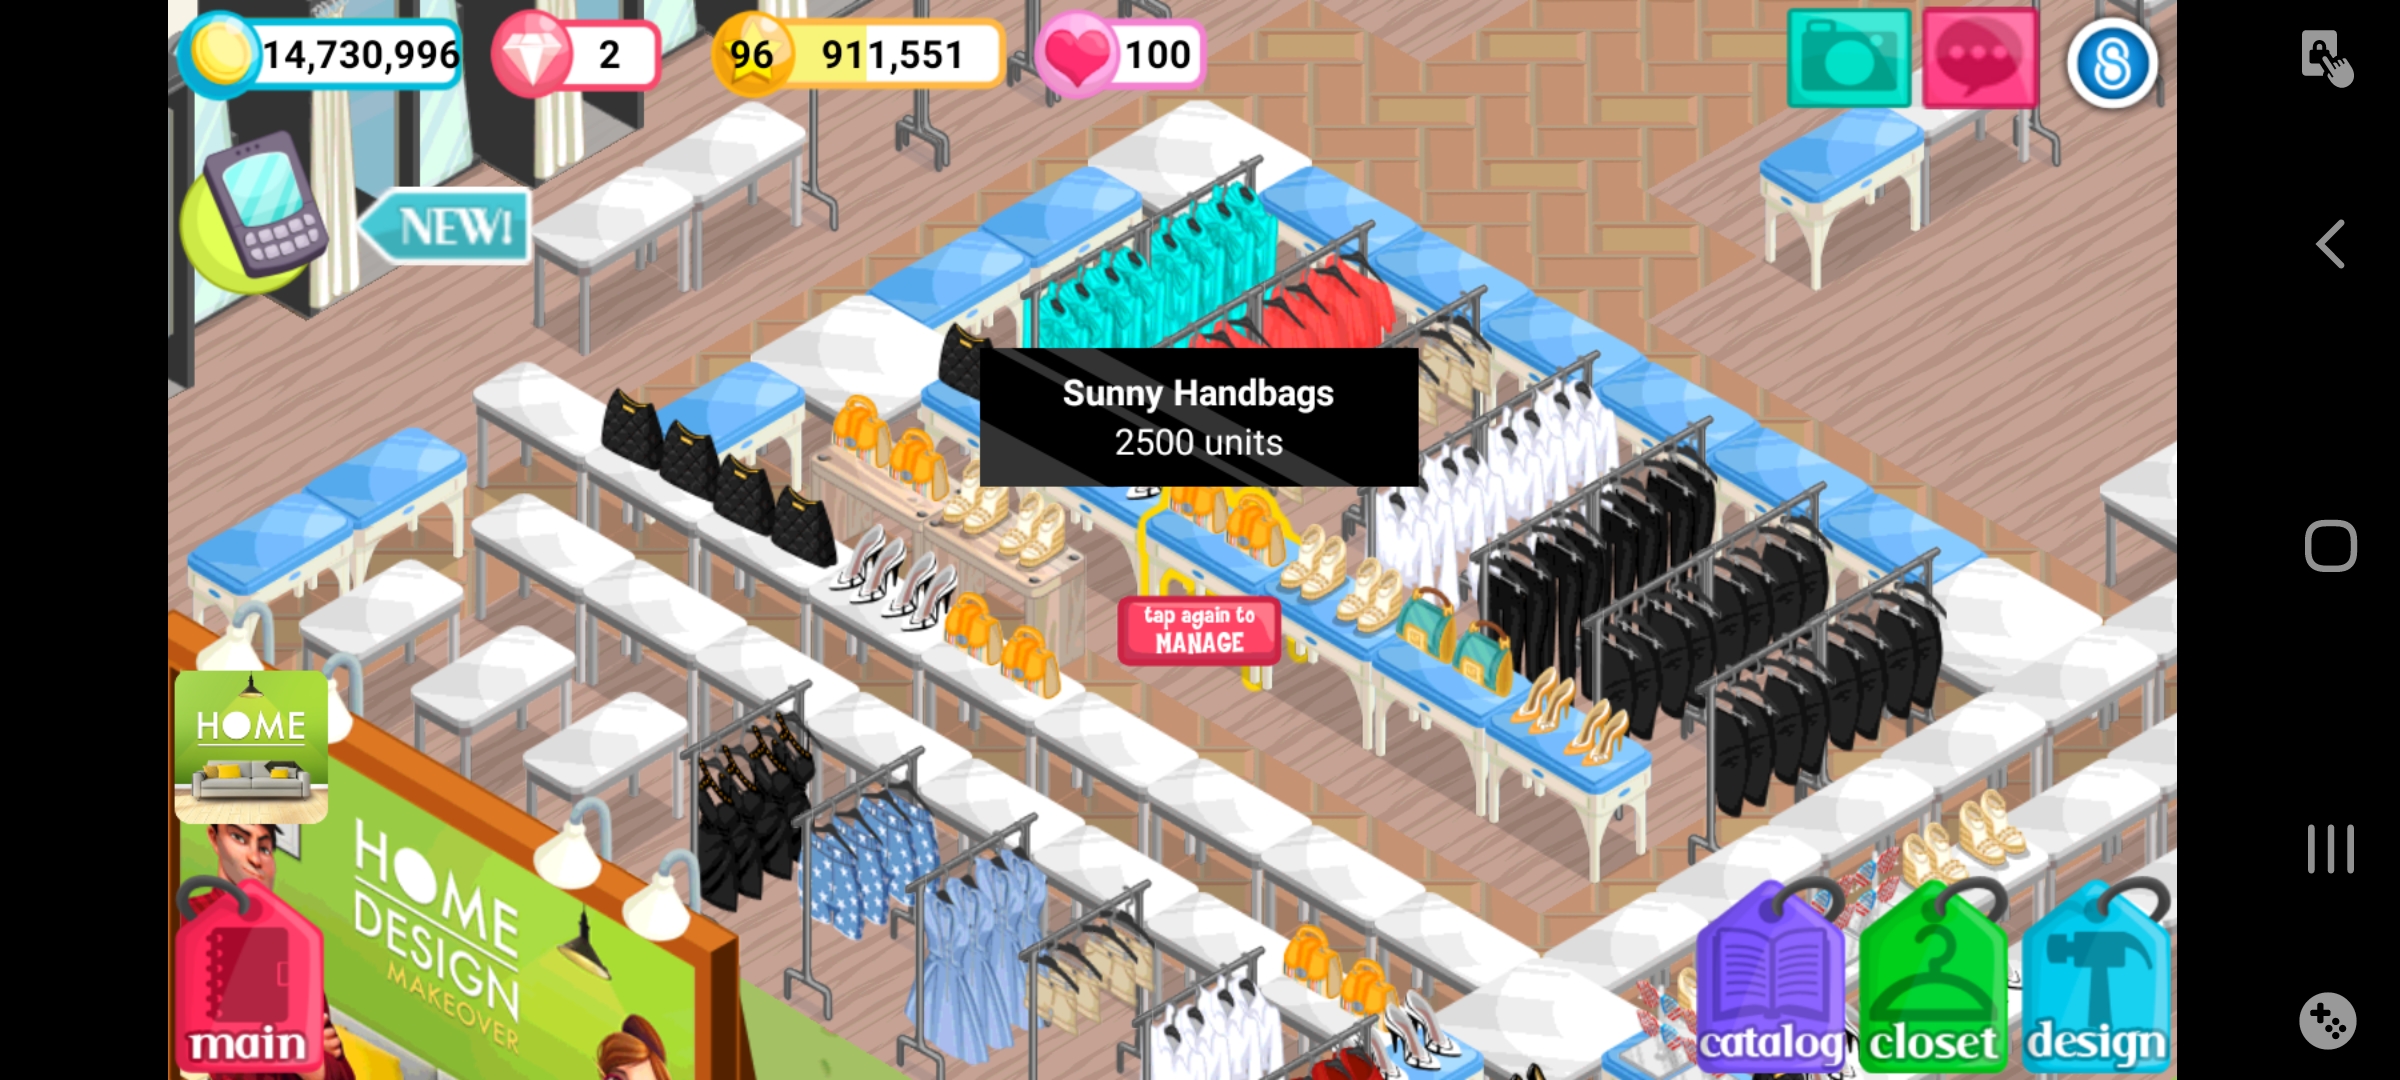 14,730,996
2
96
911,551
100
NEW!
Sunny Handbags
2500 units
tap again to
MANAGE
HOME
HOME
DESIGN
MAKEOVER
main
catalog
closet
design